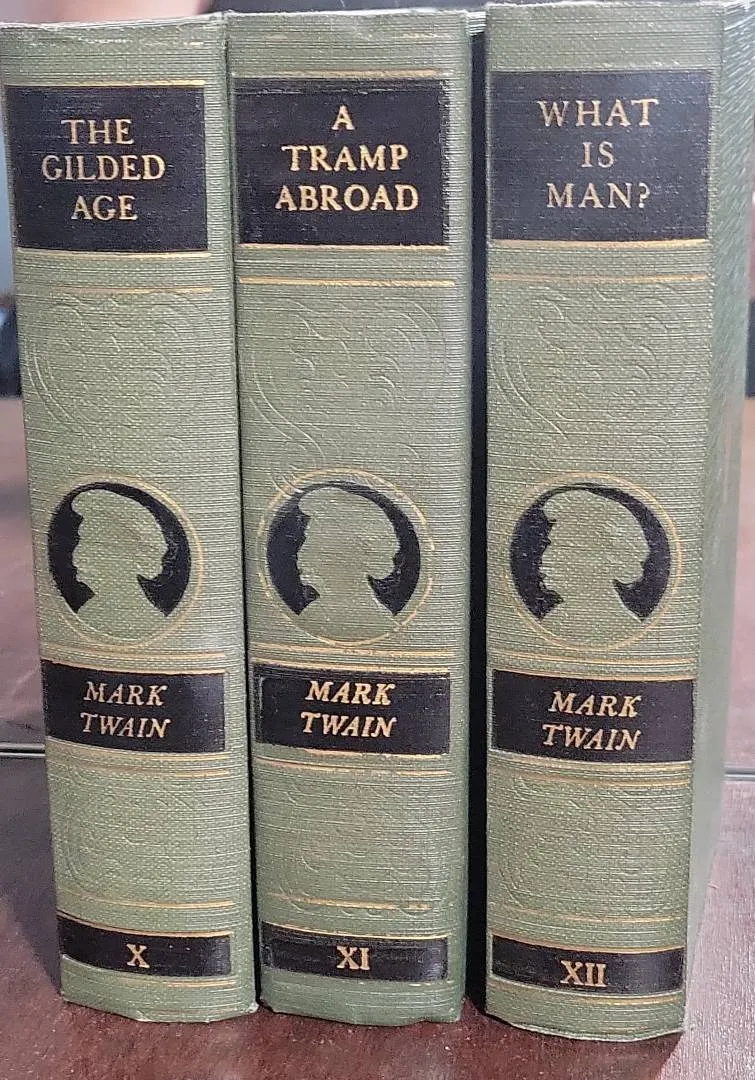 THE
GILDED
AGE
MARK
TWAIN
X
A
TRAMP
ABROAD
MARK
TWAIN
XI
WHAT
IS
MAN?
MARK
TWAIN
XII